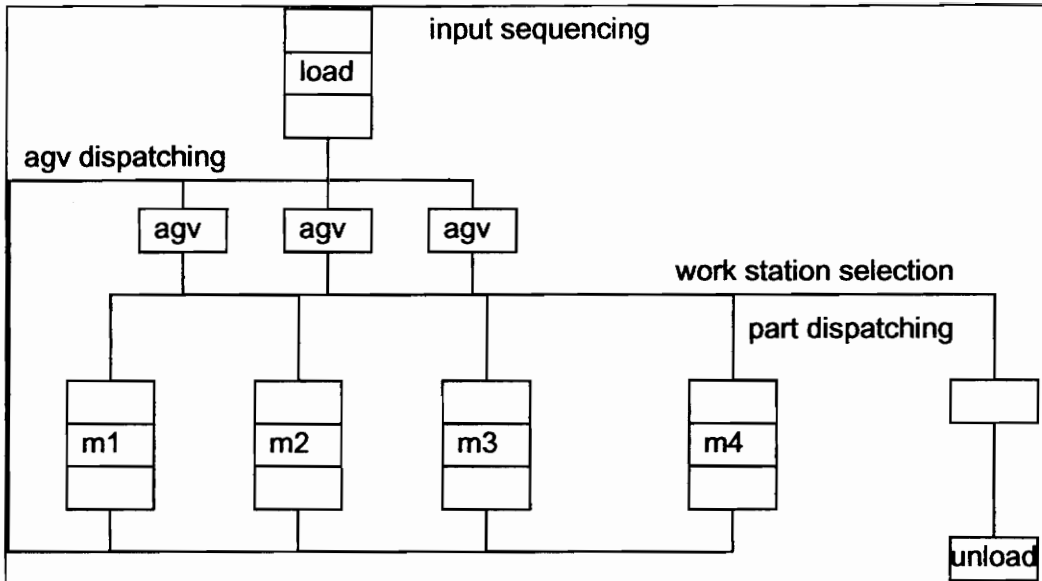 input sequencing
load
agv dispatching
agv
agv
agv
work station selection
part dispatching
m1
m2
m3
m4
unload